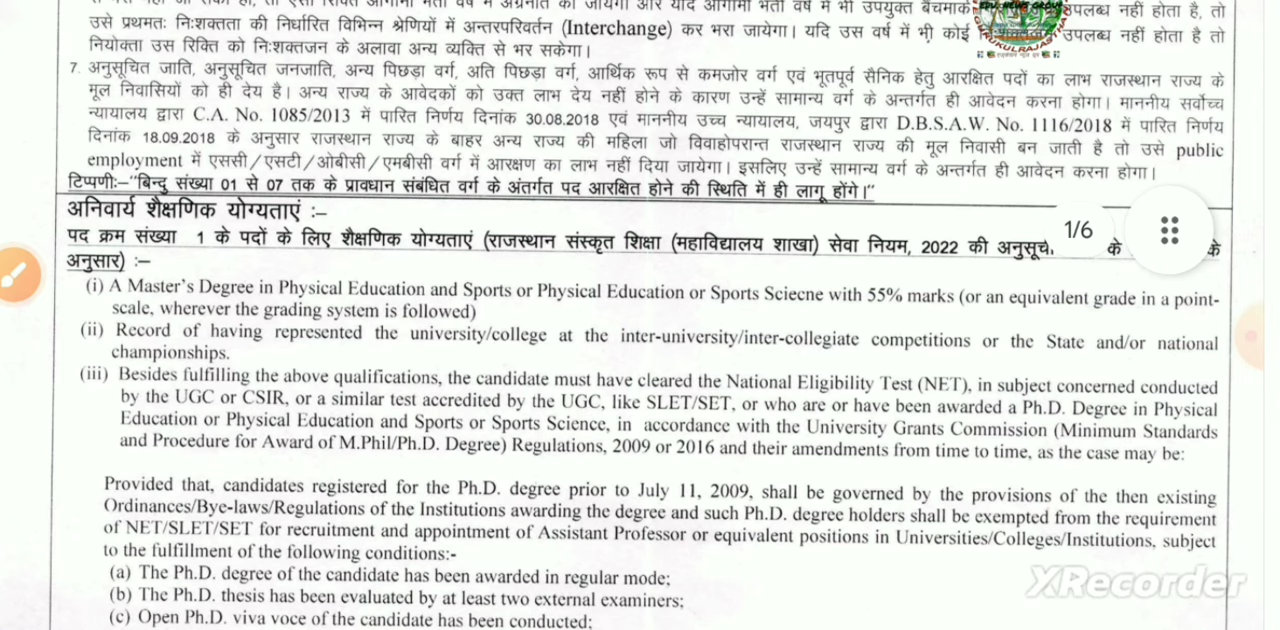 उसे प्रथमतः निःशक्तता की निर्धारित विभिन्न श्रेणियों में अन्तरपरिवर्तन (Interchange) कर भरा जायेगा। यदि उस वर्ष में भी कोई उपलब्ध नहीं होता है तो
नियोक्ता उस रिक्ति को निःशक्तजन के अलावा अन्य व्यक्ति से भर सकेगा।
7. अनुसूचित जाति, अनुसूचित जनजाति, अन्य पिछड़ा वर्ग, अति पिछड़ा वर्ग, आर्थिक रूप से कमजोर वर्ग एवं भूतपूर्व सैनिक हेतु आरक्षित पदों का लाभ राजस्थान राज्य के
मूल निवासियों को ही देय है। अन्य राज्य के आवेदकों को उक्त लाभ देय नहीं होने के कारण उन्हें सामान्य वर्ग के अन्तर्गत ही आवेदन करना होगा। माननीय सर्वोच्च
न्यायालय द्वारा C.A. No. 1085/2013 में पारित निर्णय दिनांक 30.08.2018 एवं माननीय उच्च न्यायालय, जयपुर द्वारा D.B.S.A.W. No. 1116/2018 में पारित निर्णय
दिनांक 18.09.2018 के अनुसार राजस्थान राज्य के बाहर अन्य राज्य की महिला जो विवाहोपरान्त राजस्थान राज्य की मूल निवासी बन जाती है तो उसे public
employment में एससी/एसटी/ओबीसी/एमबीसी वर्ग में आरक्षण का लाभ नहीं दिया जायेगा। इसलिए उन्हें सामान्य वर्ग के अन्तर्गत ही आवेदन करना होगा।
टिप्पणीः–"बिन्दु संख्या 01 से 07 तक के प्रावधान संबंधित वर्ग के अंतर्गत पद आरक्षित होने की स्थिति में ही लागू होंगे।"
अनिवार्य शैक्षणिक योग्यताएं :–
1/6
पद क्रम संख्या 1 के पदों के लिए शैक्षणिक योग्यताएं (राजस्थान संस्कृत शिक्षा (महाविद्यालय शाखा) सेवा नियम, 2022 की के के
अनुसार) :–
(i) A Master's Degree in Physical Education and Sports or Physical Education or Sports Sciecne with 55% marks (or an equivalent grade in a point-
scale, wherever the grading system is followed)
(ii) Record of having represented the university/college at the inter-university/inter-collegiate competitions or the State and/or national
championships.
(iii) Besides fulfilling the above qualifications, the candidate must have cleared the National Eligibility Test (NET), in subject concerned conducted
by the UGC or CSIR, or a similar test accredited by the UGC, like SLET/SET, or who are or have been awarded a Ph.D. Degree in Physical
Education or Physical Education and Sports or Sports Science, in accordance with the University Grants Commission (Minimum Standards
and Procedure for Award of M.Phil/Ph.D. Degree) Regulations, 2009 or 2016 and their amendments from time to time, as the case may be:
Provided that, candidates registered for the Ph.D. degree prior to July 11, 2009, shall be governed by the provisions of the then existing
Ordinances/Bye-laws/Regulations of the Institutions awarding the degree and such Ph.D. degree holders shall be exempted from the requirement
of NET/SLET/SET for recruitment and appointment of Assistant Professor or equivalent positions in Universities/Colleges/Institutions, subject
to the fulfillment of the following conditions:-
(a) The Ph.D. degree of the candidate has been awarded in regular mode;
(b) The Ph.D. thesis has been evaluated by at least two external examiners;
(c) Open Ph.D. viva voce of the candidate has been conducted;
XRecorder